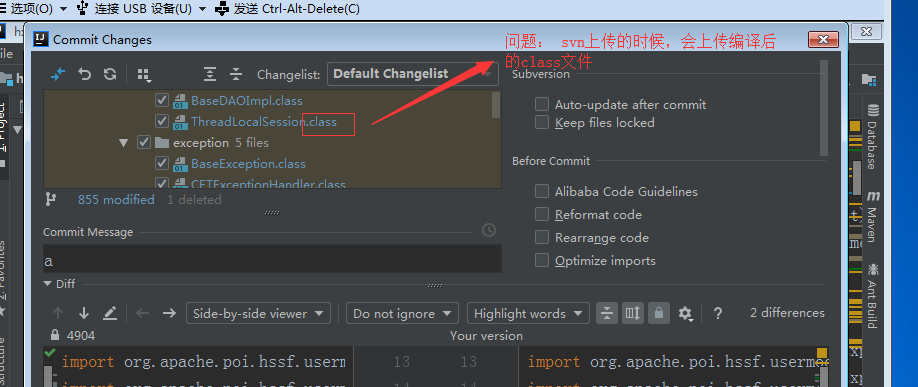 选项(O) 连接 USB 设备(U) 发送 Ctrl-Alt-Delete(C)
Commit Changes
问题： svn上传的时候，会上传编译后
的class文件
Changelist: Default Changelist
Subversion
BaseDAOImpl.class
Auto-update after commit
ThreadLocalSession.class
Keep files locked
exception 5 files
BaseException.class
Before Commit
CFTExceptionHandler.class
Alibaba Code Guidelines
855 modified 1 deleted
Reformat code
Commit Message
Rearrange code
a
Optimize imports
Diff
Side-by-side viewer Do not ignore Highlight words ? 2 differences
4904 Your version
import org.apache.poi.hssf.userm 13 13 import org.apache.poi.hssf.usermo
Project
2: Favorites
Database
Maven
Ant Build